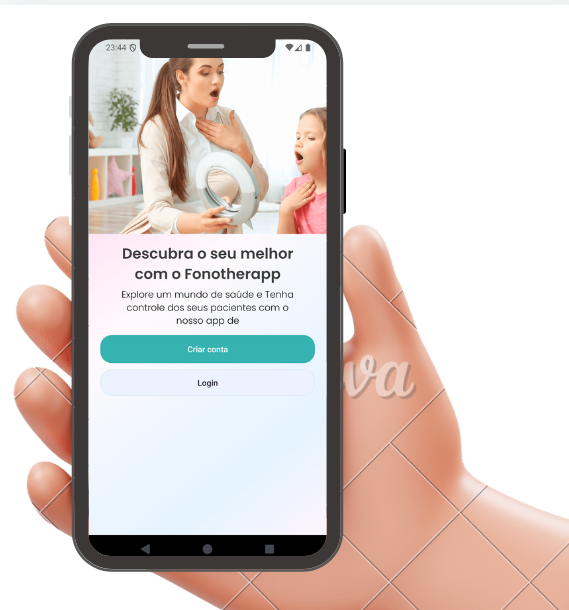 23:44
Descubra o seu melhor
com o Fonotherapp
Explore um mundo de saúde e Tenha
controle dos seus pacientes com o
nosso app de
Criar conta
Login